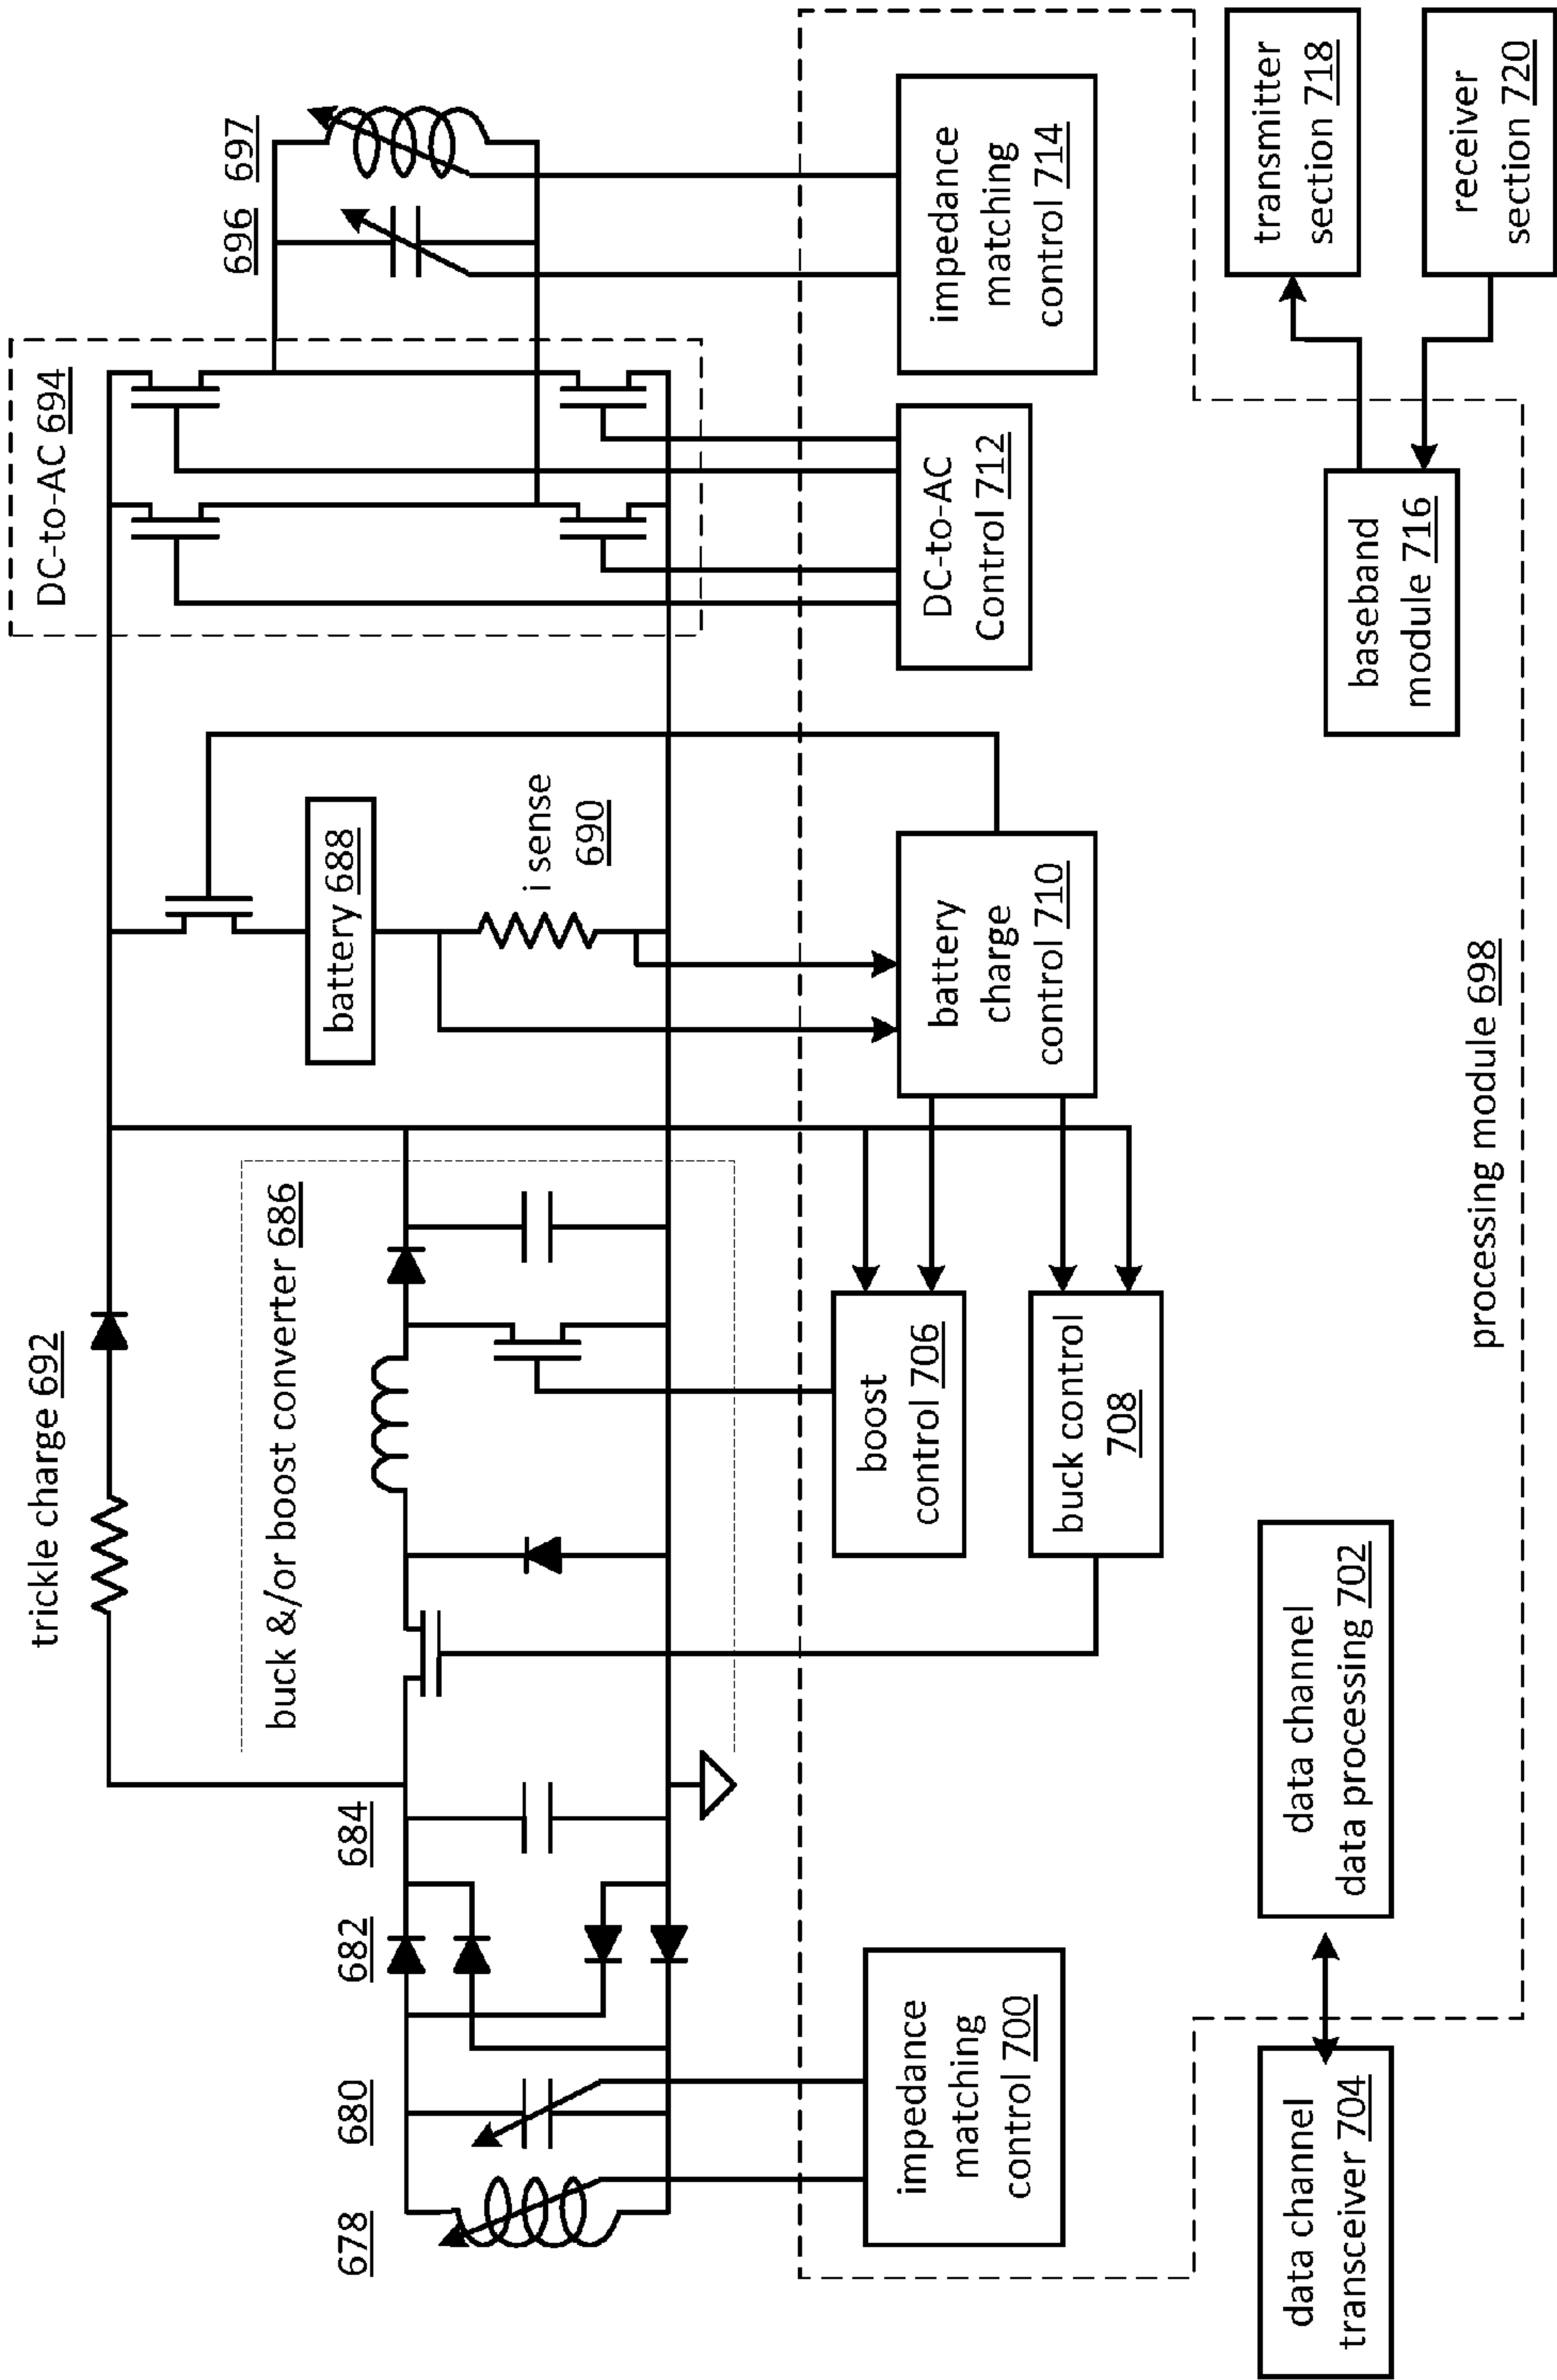 trickle charge 692
DC-to-AC 694
buck &/or boost converter 686
678
680
682
684
battery 688
i sense
690
696
697
impedance
matching
control 700
boost
control 706
buck control
708
battery
charge
control 710
DC-to-AC
Control 712
impedance
matching
control 714
data channel
transceiver 704
data channel
data processing 702
processing module 698
baseband
module 716
transmitter
section 718
receiver
section 720